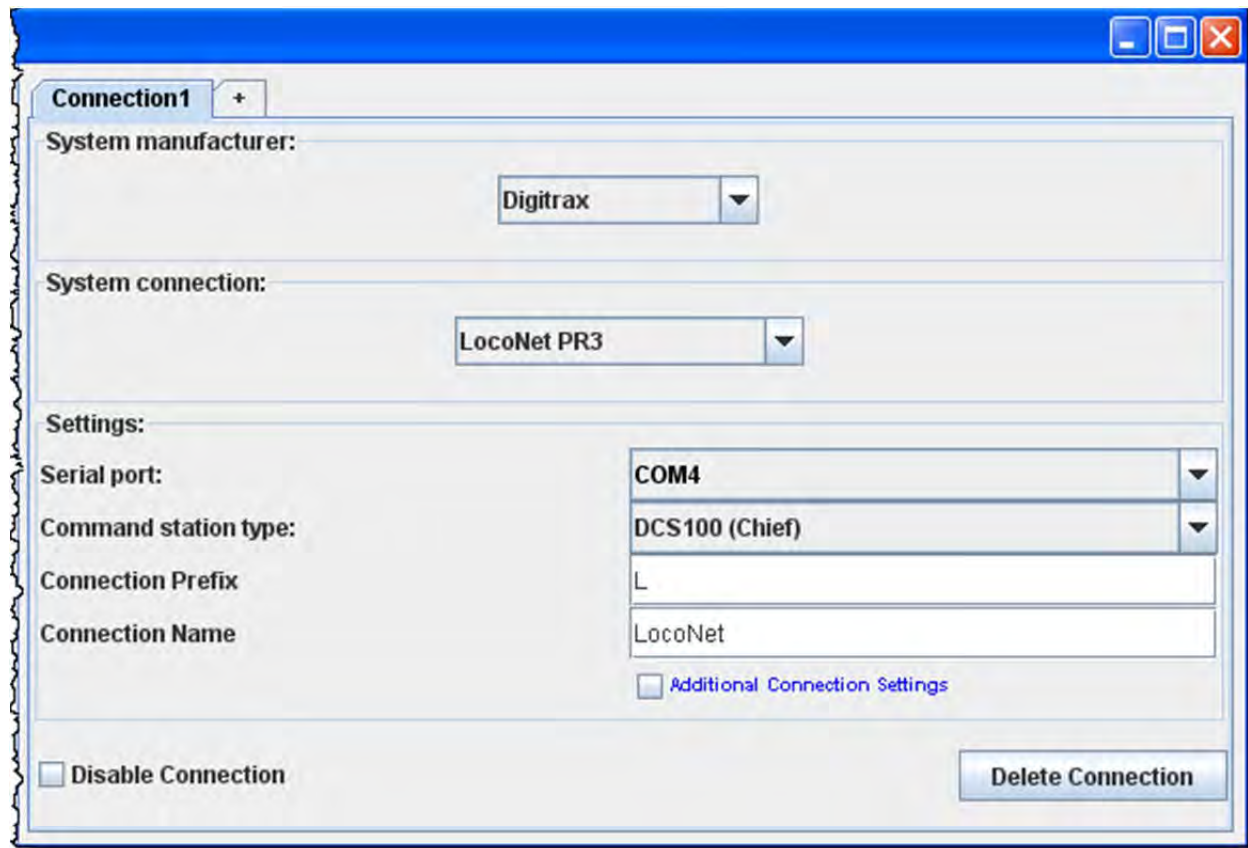 Connection1 +
System manufacturer:
Digitrax
System connection:
LocoNet PR3
Settings:
Serial port: COM4
Command station type: DCS100 (Chief)
Connection Prefix L
Connection Name LocoNet
Additional Connection Settings
Disable Connection Delete Connection